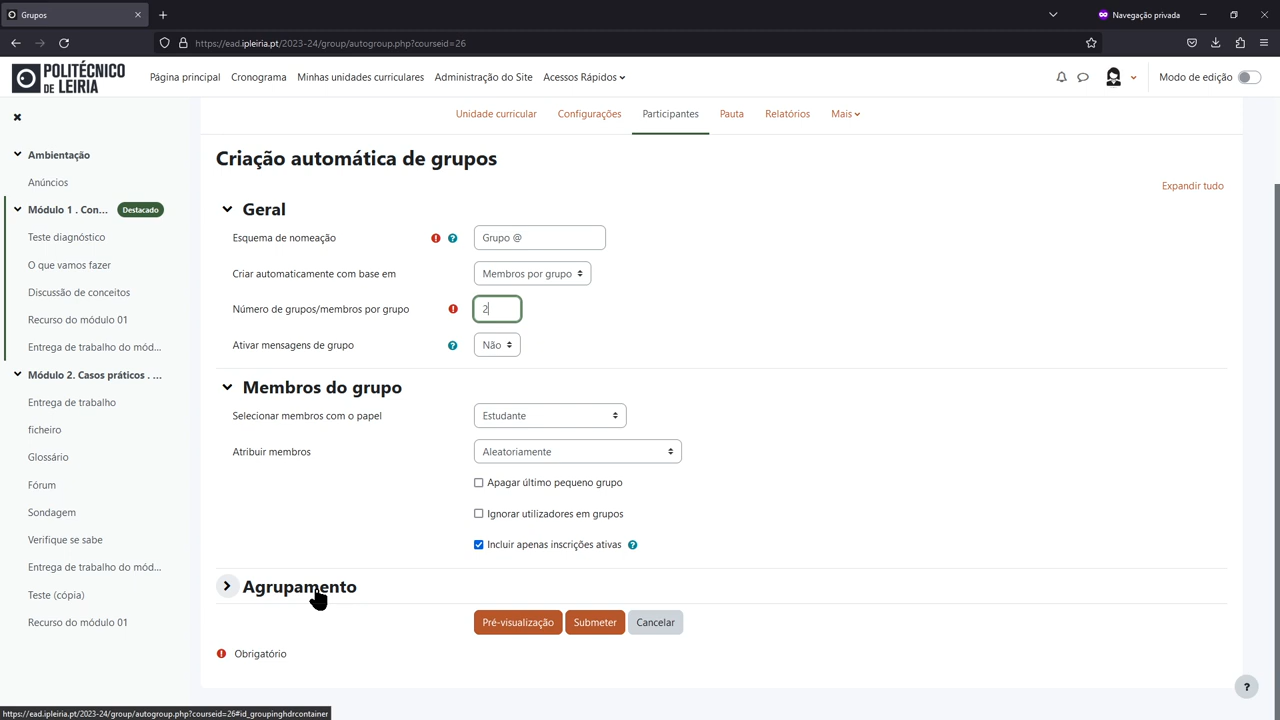 Grupos
Navegação privada
https://ead.ipleiria.pt/2023-24/group/autogroup.php?courseid=26
POLITÉCNICO
DE LEIRIA
Página principal Cronograma Minhas unidades curriculares Administração do Site Acessos Rápidos
Modo de edição
Unidade curricular Configurações Participantes Pauta Relatórios Mais
Ambientação
Anúncios
Módulo 1 . Con... Destacado
Teste diagnóstico
O que vamos fazer
Discussão de conceitos
Recurso do módulo 01
Entrega de trabalho do mód...
Módulo 2. Casos práticos . ...
Entrega de trabalho
ficheiro
Glossário
Fórum
Sondagem
Verifique se sabe
Entrega de trabalho do mód...
Teste (cópia)
Recurso do módulo 01
Criação automática de grupos
Expandir tudo
Geral
Esquema de nomeação ! ? Grupo @
Criar automaticamente com base em Membros por grupo
Número de grupos/membros por grupo ! 2
Ativar mensagens de grupo ? Não
Membros do grupo
Selecionar membros com o papel Estudante
Atribuir membros Aleatoriamente
Apagar último pequeno grupo
Ignorar utilizadores em grupos
Incluir apenas inscrições ativas ?
Agrupamento
Pré-visualização Submeter Cancelar
! Obrigatório
?
https://ead.ipleiria.pt/2023-24/group/autogroup.php?courseid=26#id_groupinghdrcontainer